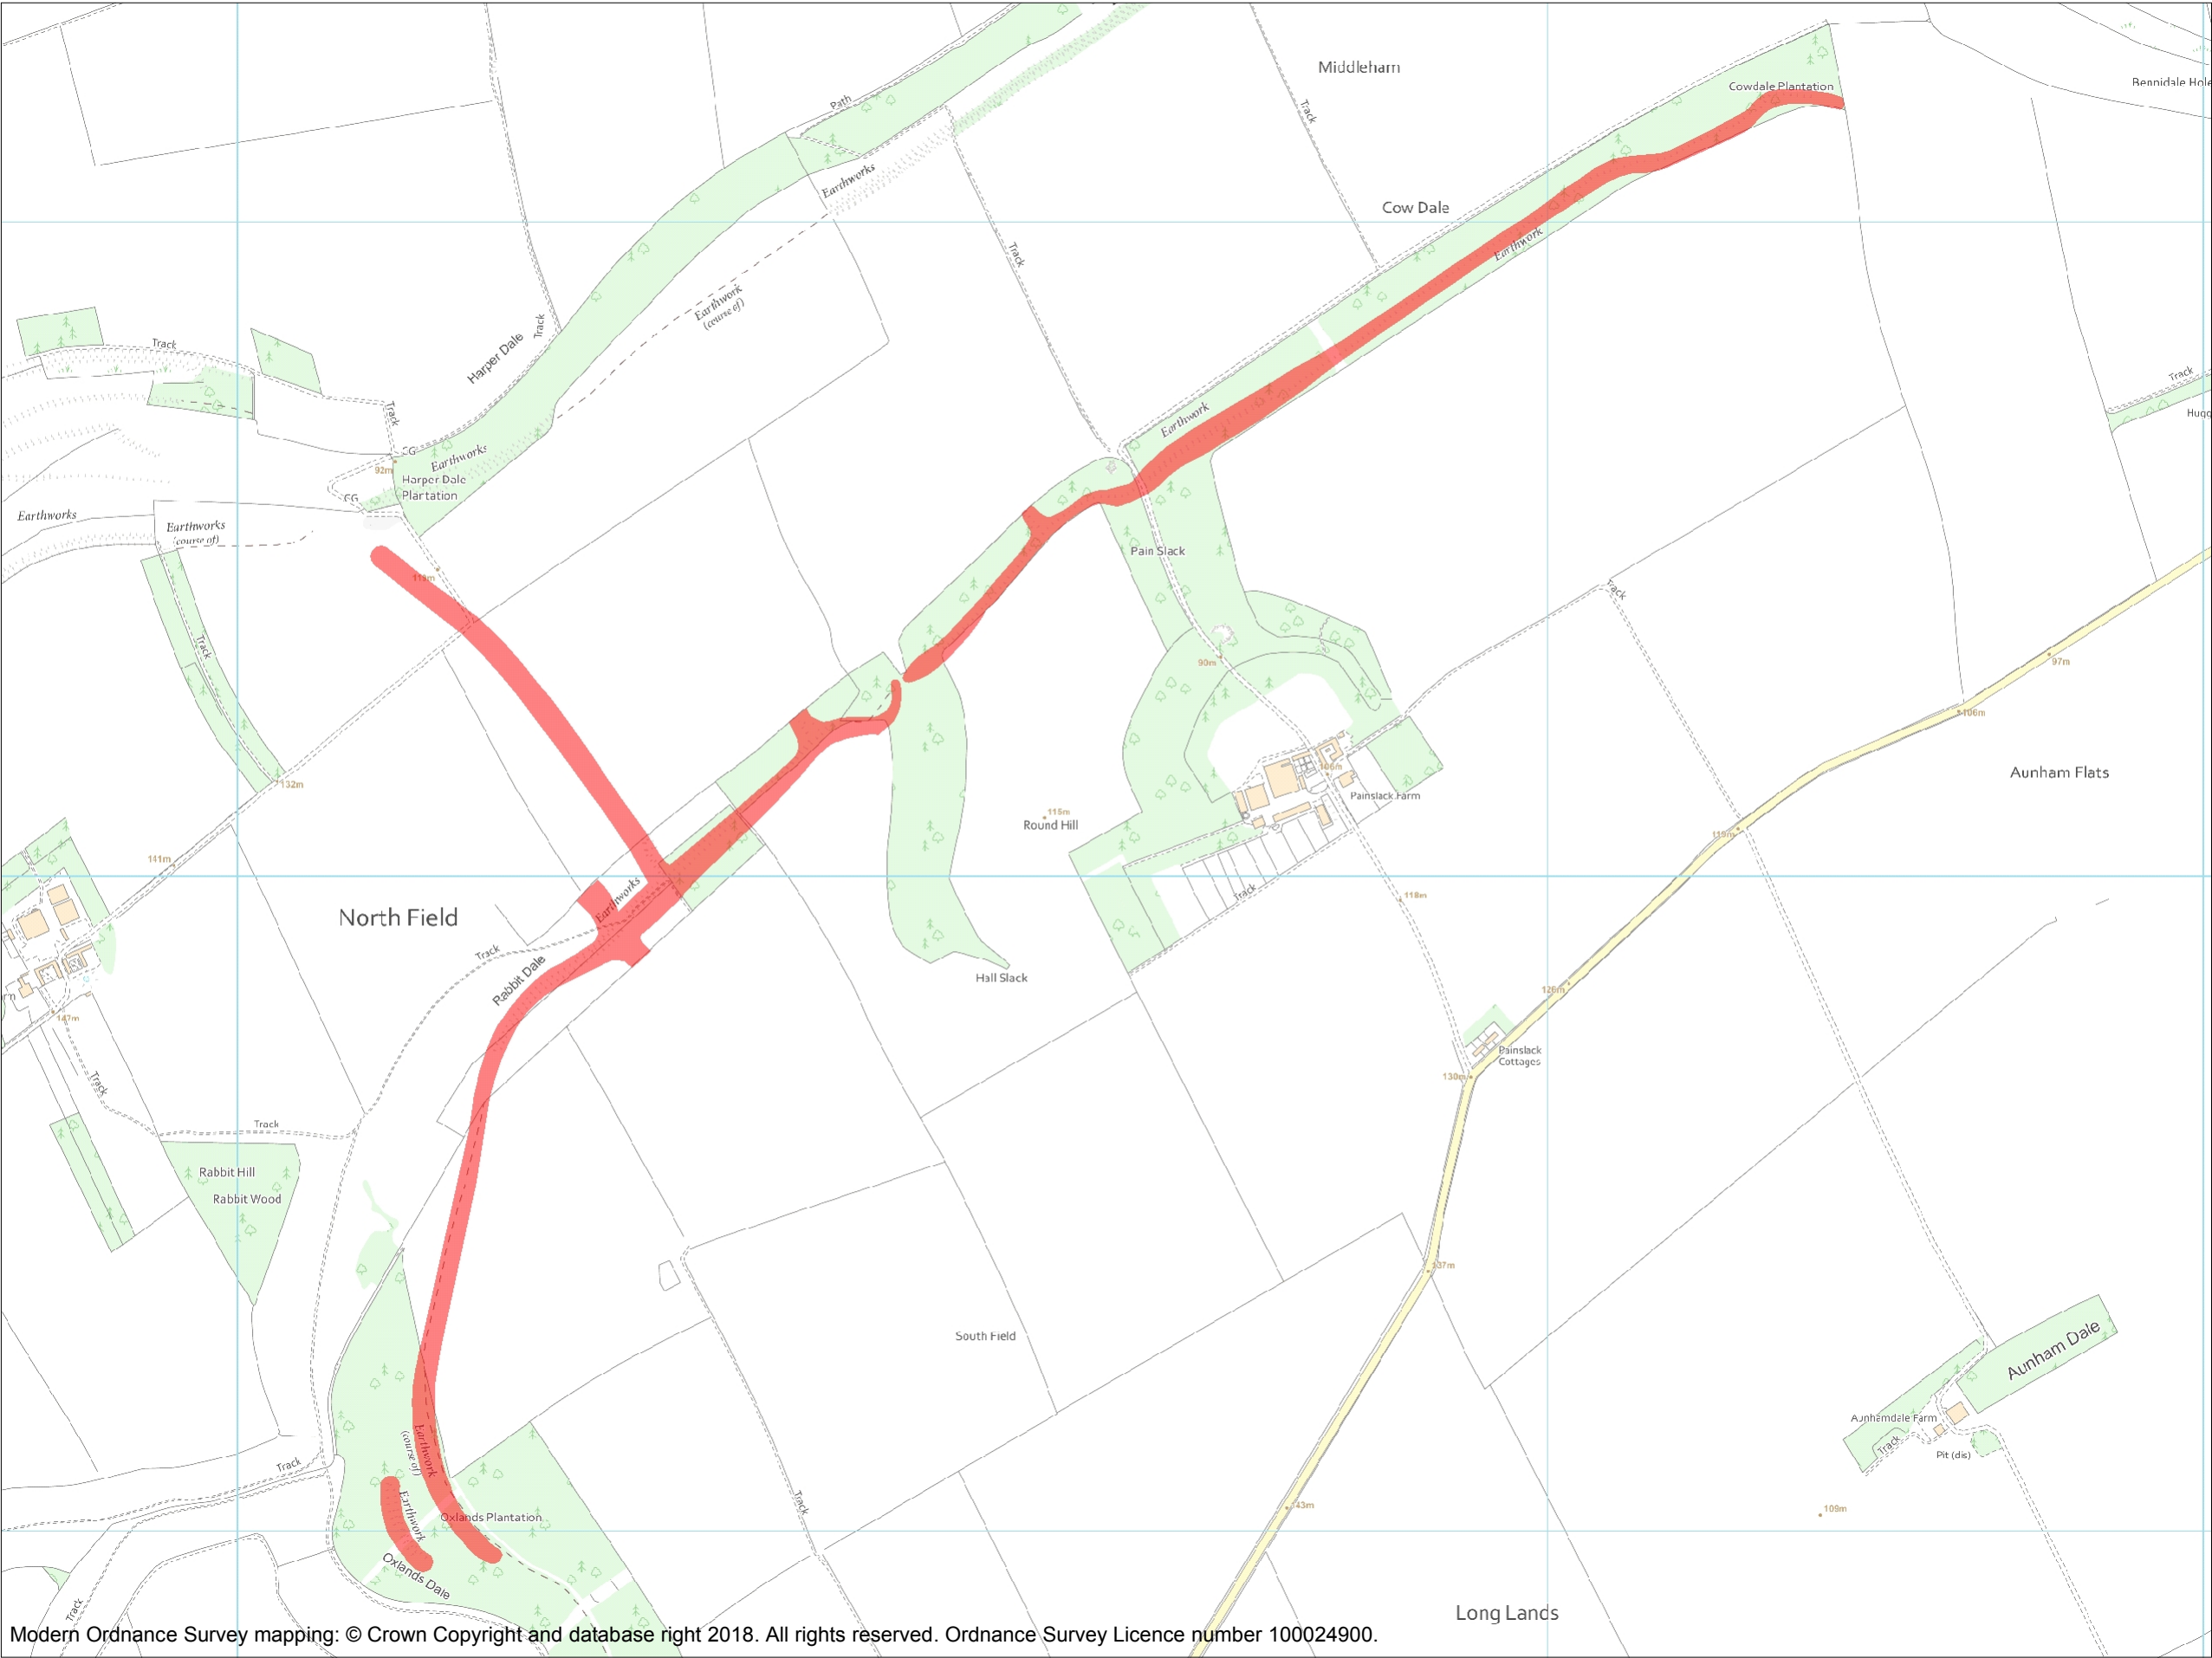 Middleham
Cowdale Plantation
Bennidale Hole
Path
Track
Earthworks
Cow Dale
Track
Earthwork
Earthwork
(course of)
Track
Harper Dale
Track
Track
Track
Earthwork
Hugg
CG
92m
Earthworks
Harper Dale
Plantation
CG
Earthworks
Earthworks
(course of)
Pain Slack
113m
Track
Track
90m
97m
106m
132m
Aunham Flats
106m
Painslack Farm
115m
Round Hill
119m
141m
Earthworks
Track
118m
North Field
Track
Rabbit Dale
Hall Slack
126m
rm
147m
Painslack
Cottages
130m
Track
Track
Rabbit Hill
Rabbit Wood
137m
South Field
Aunham Dale
Aunhamdale Farm
Track
Pit (dis)
Earthwork
(course of)
Track
Earthwork
Track
143m
109m
Oxlands Plantation
Oxlands Dale
Track
Long Lands
Modern Ordnance Survey mapping: © Crown Copyright and database right 2018. All rights reserved. Ordnance Survey Licence number 100024900.